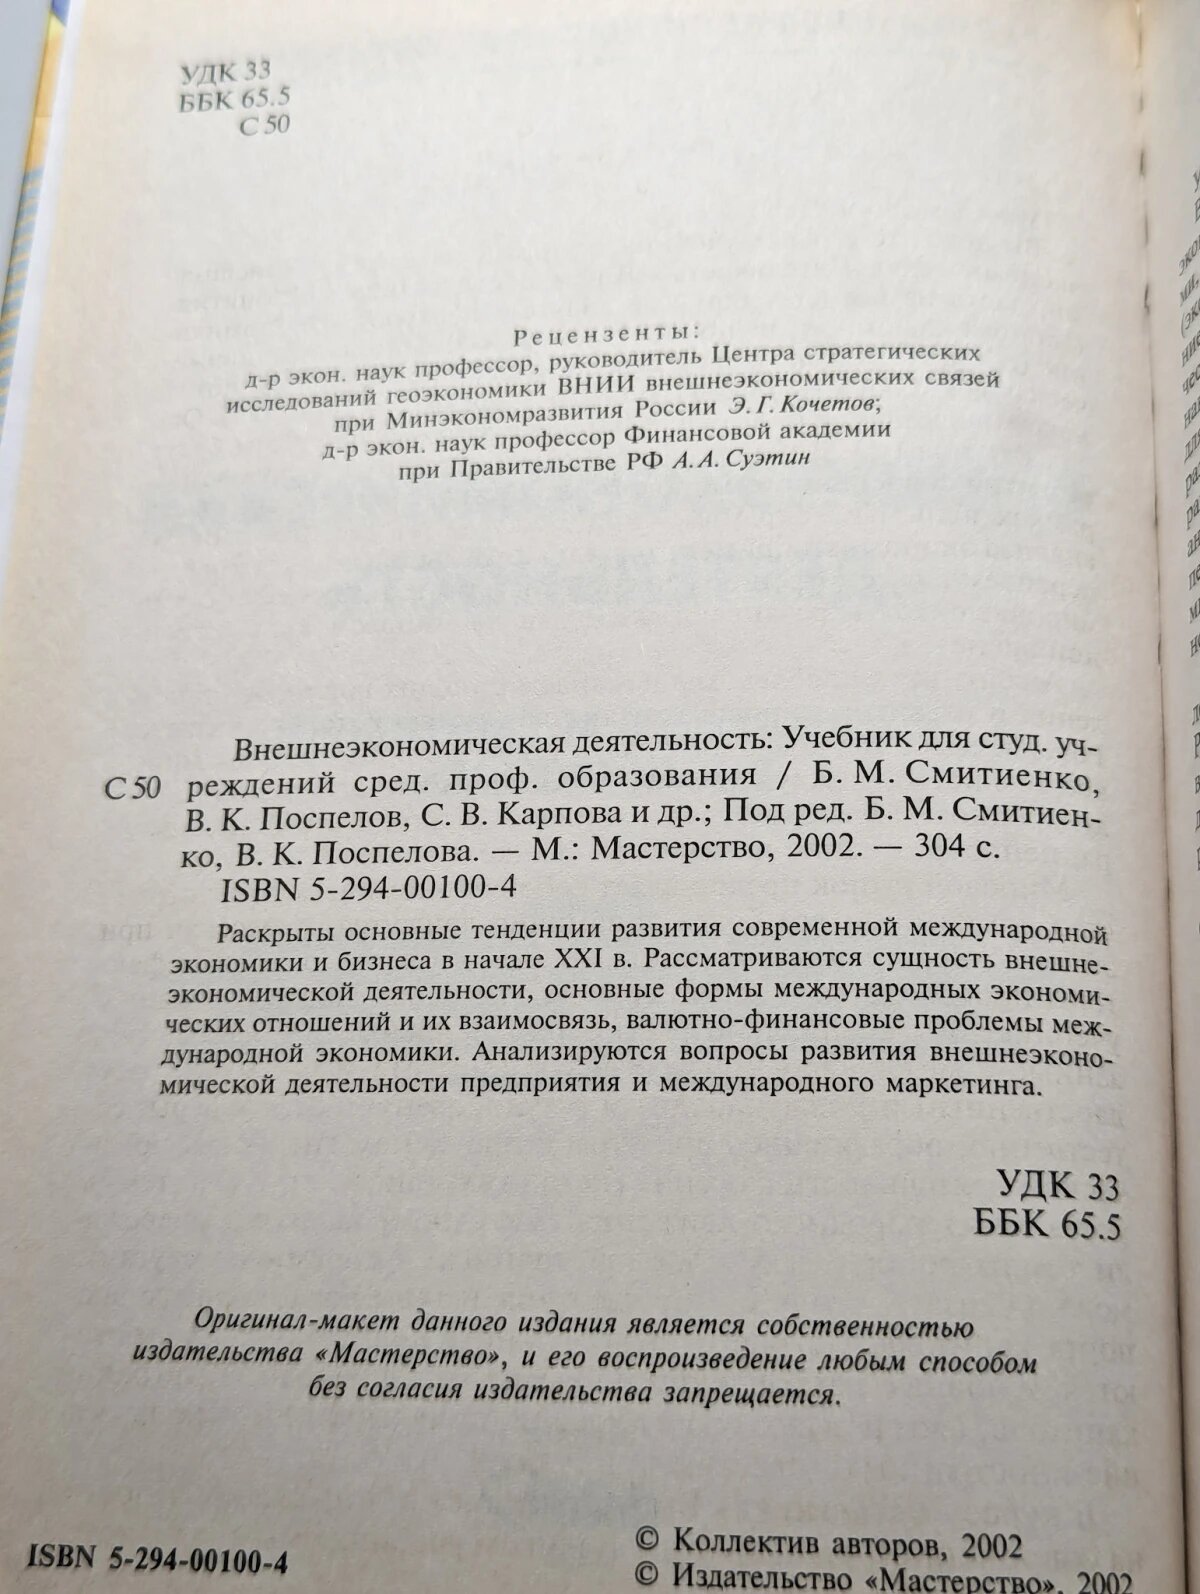 УДК 33
ББК 65.5
С 50
Рецензенты:
д-р экон. наук профессор, руководитель Центра стратегических
исследований геоэкономики ВНИИ внешнеэкономических связей
при Минэкономразвития России Э. Г. Кочетов;
д-р экон. наук профессор Финансовой академии
при Правительстве РФ А. А. Суэтин
Внешнеэкономическая деятельность: Учебник для студ. уч-
С 50 реждений сред. проф. образования / Б. М. Смитиенко,
В. К. Поспелов, С. В. Карпова и др.; Под ред. Б. М. Смитиен-
ко, В. К. Поспелова. — М.: Мастерство, 2002. — 304 с.
ISBN 5-294-00100-4
Раскрыты основные тенденции развития современной международной
экономики и бизнеса в начале XXI в. Рассматриваются сущность внешне-
экономической деятельности, основные формы международных экономи-
ческих отношений и их взаимосвязь, валютно-финансовые проблемы меж-
дународной экономики. Анализируются вопросы развития внешнеэконо-
мической деятельности предприятия и международного маркетинга.
УДК 33
ББК 65.5
Оригинал-макет данного издания является собственностью
издательства «Мастерство», и его воспроизведение любым способом
без согласия издательства запрещается.
© Коллектив авторов, 2002
ISBN 5-294-00100-4
© Издательство «Мастерство», 2002